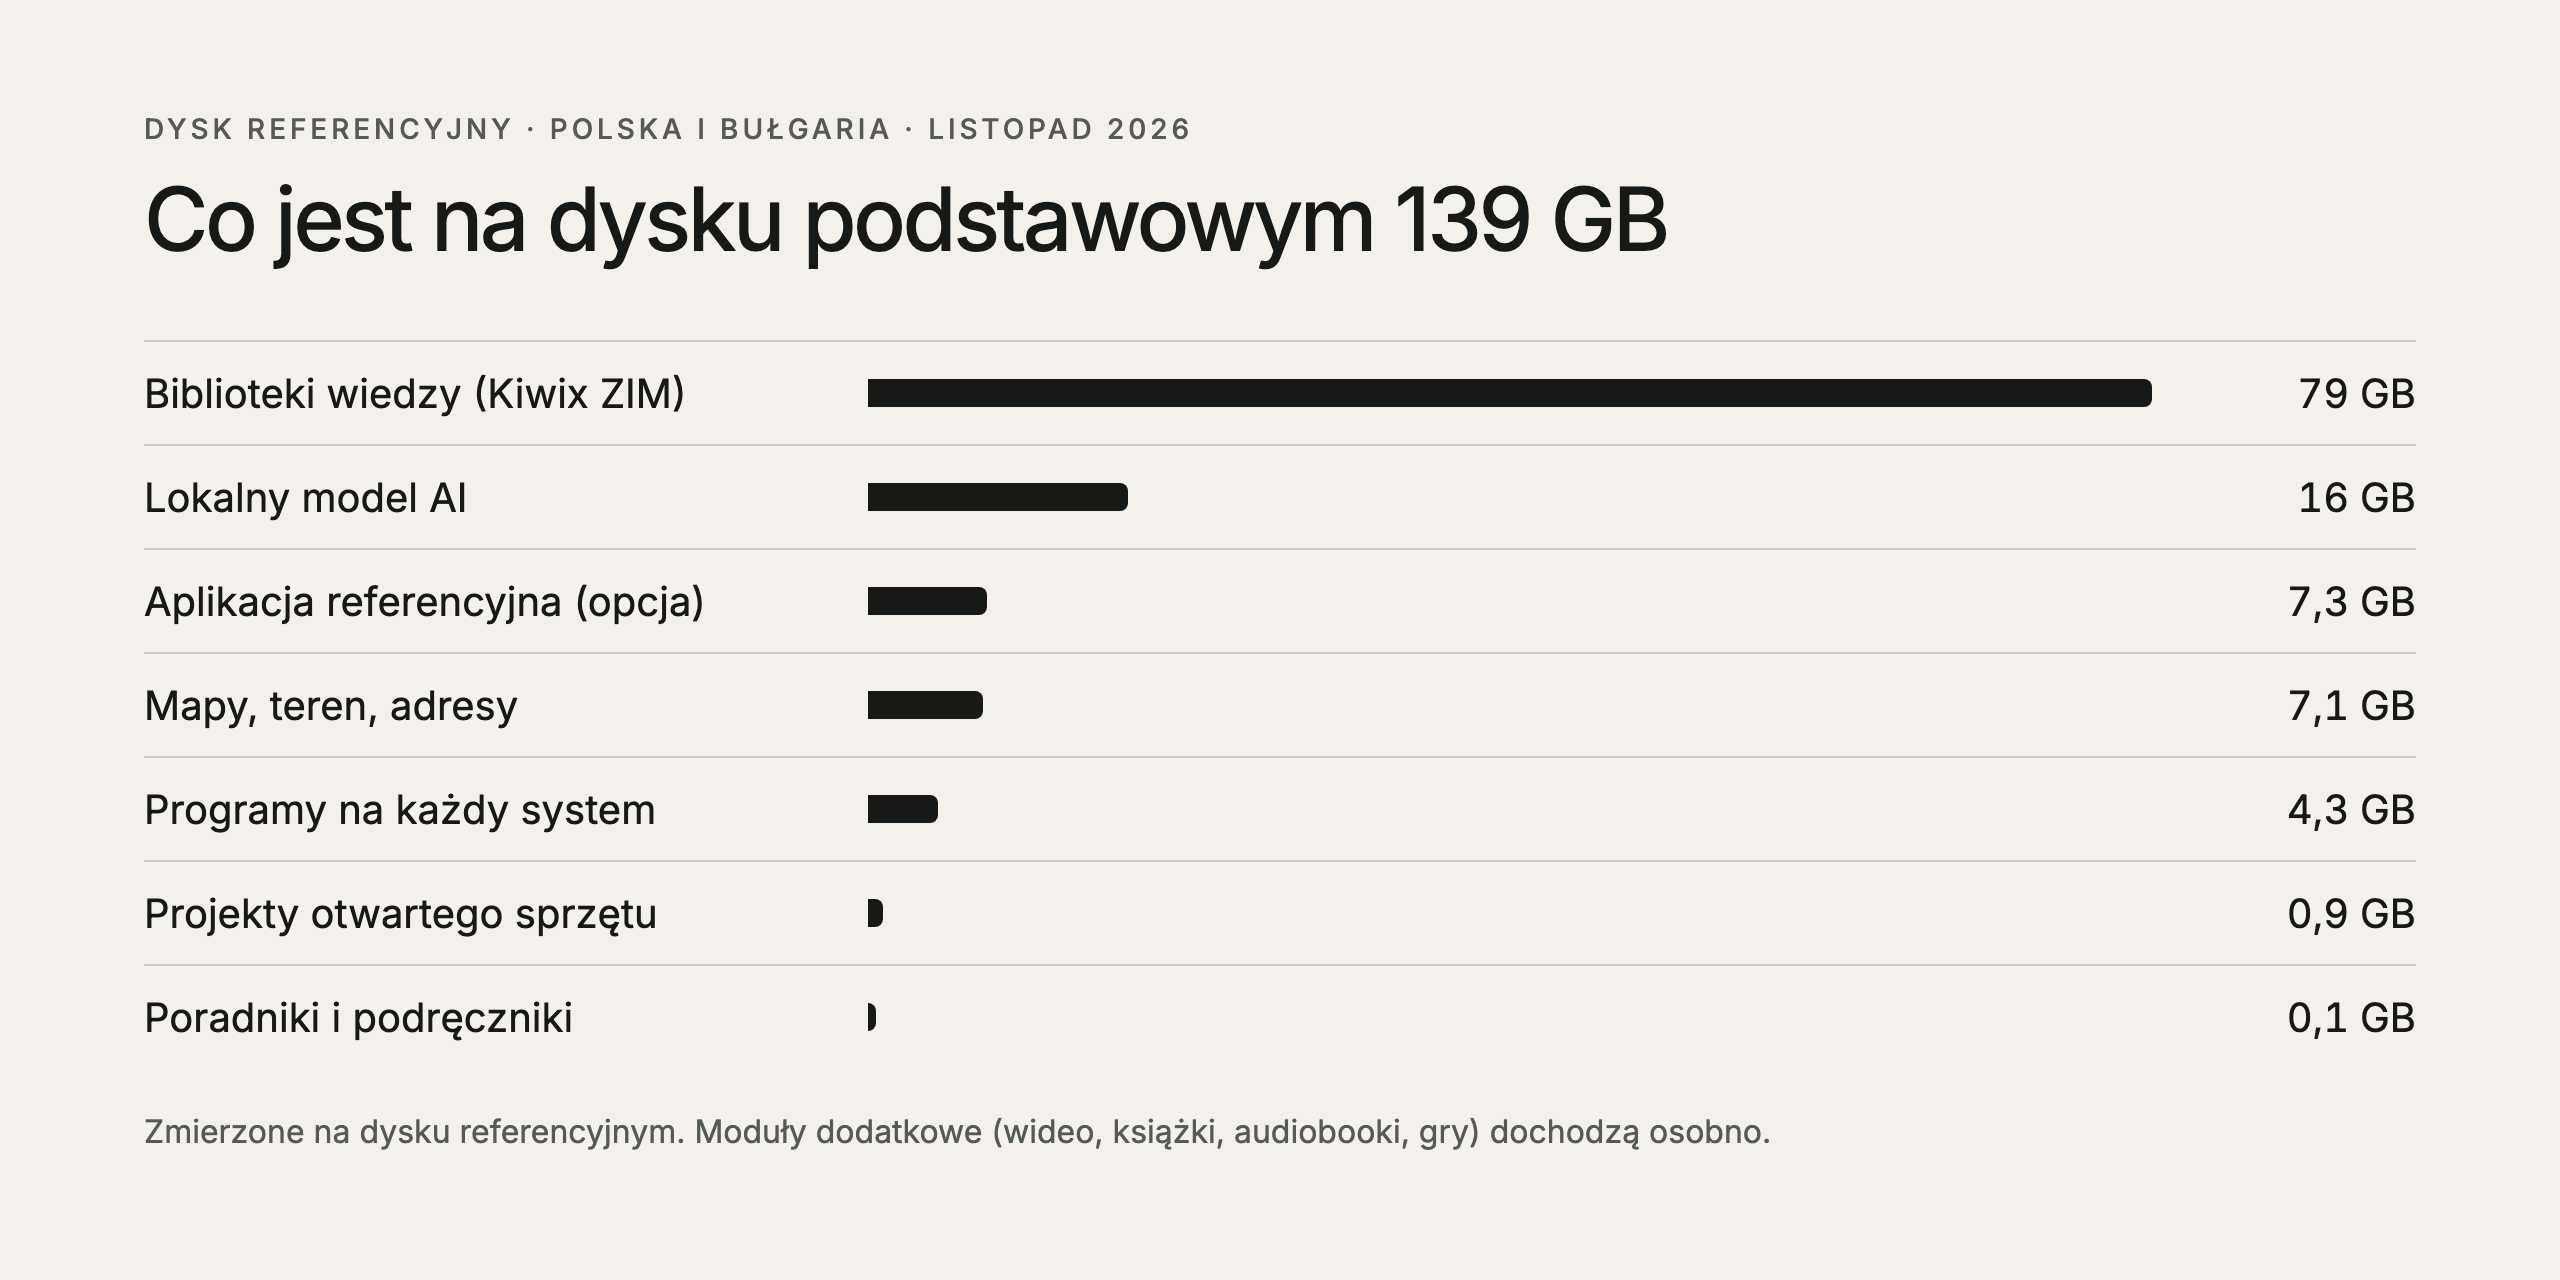 DYSK REFERENCYJNY · POLSKA I BUŁGARIA · LISTOPAD 2026
Co jest na dysku podstawowym 139 GB
Biblioteki wiedzy (Kiwix ZIM) 79 GB
Lokalny model AI 16 GB
Aplikacja referencyjna (opcja) 7,3 GB
Mapy, teren, adresy 7,1 GB
Programy na każdy system 4,3 GB
Projekty otwartego sprzętu 0,9 GB
Poradniki i podręczniki 0,1 GB
Zmierzone na dysku referencyjnym. Moduły dodatkowe (wideo, książki, audiobooki, gry) dochodzą osobno.